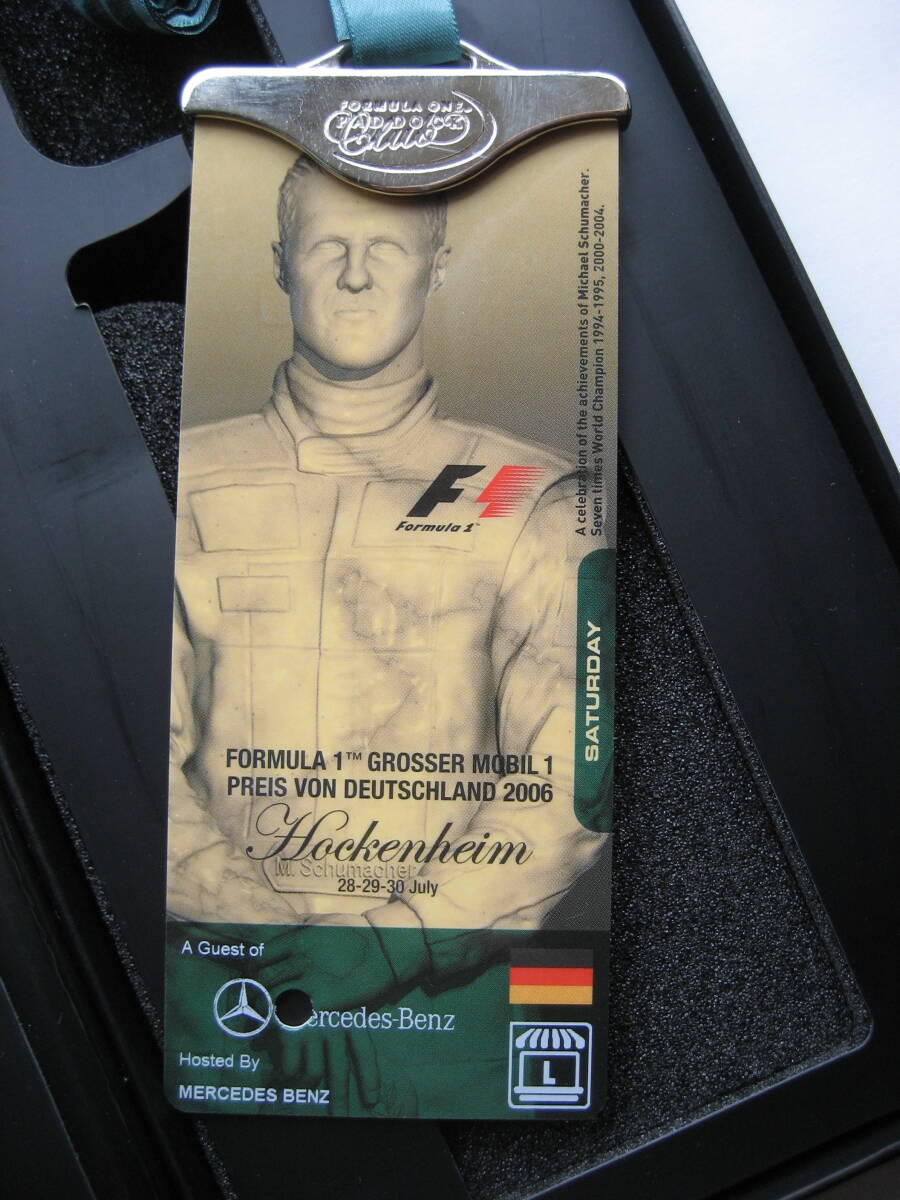 FORMULA ONE
PADDOCK
Club
A celebration of the achievements of Michael Schumacher.
Seven times World Champion 1994-1995, 2000-2004.
F1
Formula 1™
SATURDAY
FORMULA 1™ GROSSER MOBIL 1
PREIS VON DEUTSCHLAND 2006
Hockenheim
M. Schumacher
28-29-30 July
A Guest of
ercedes-Benz
Hosted By
MERCEDES BENZ
L